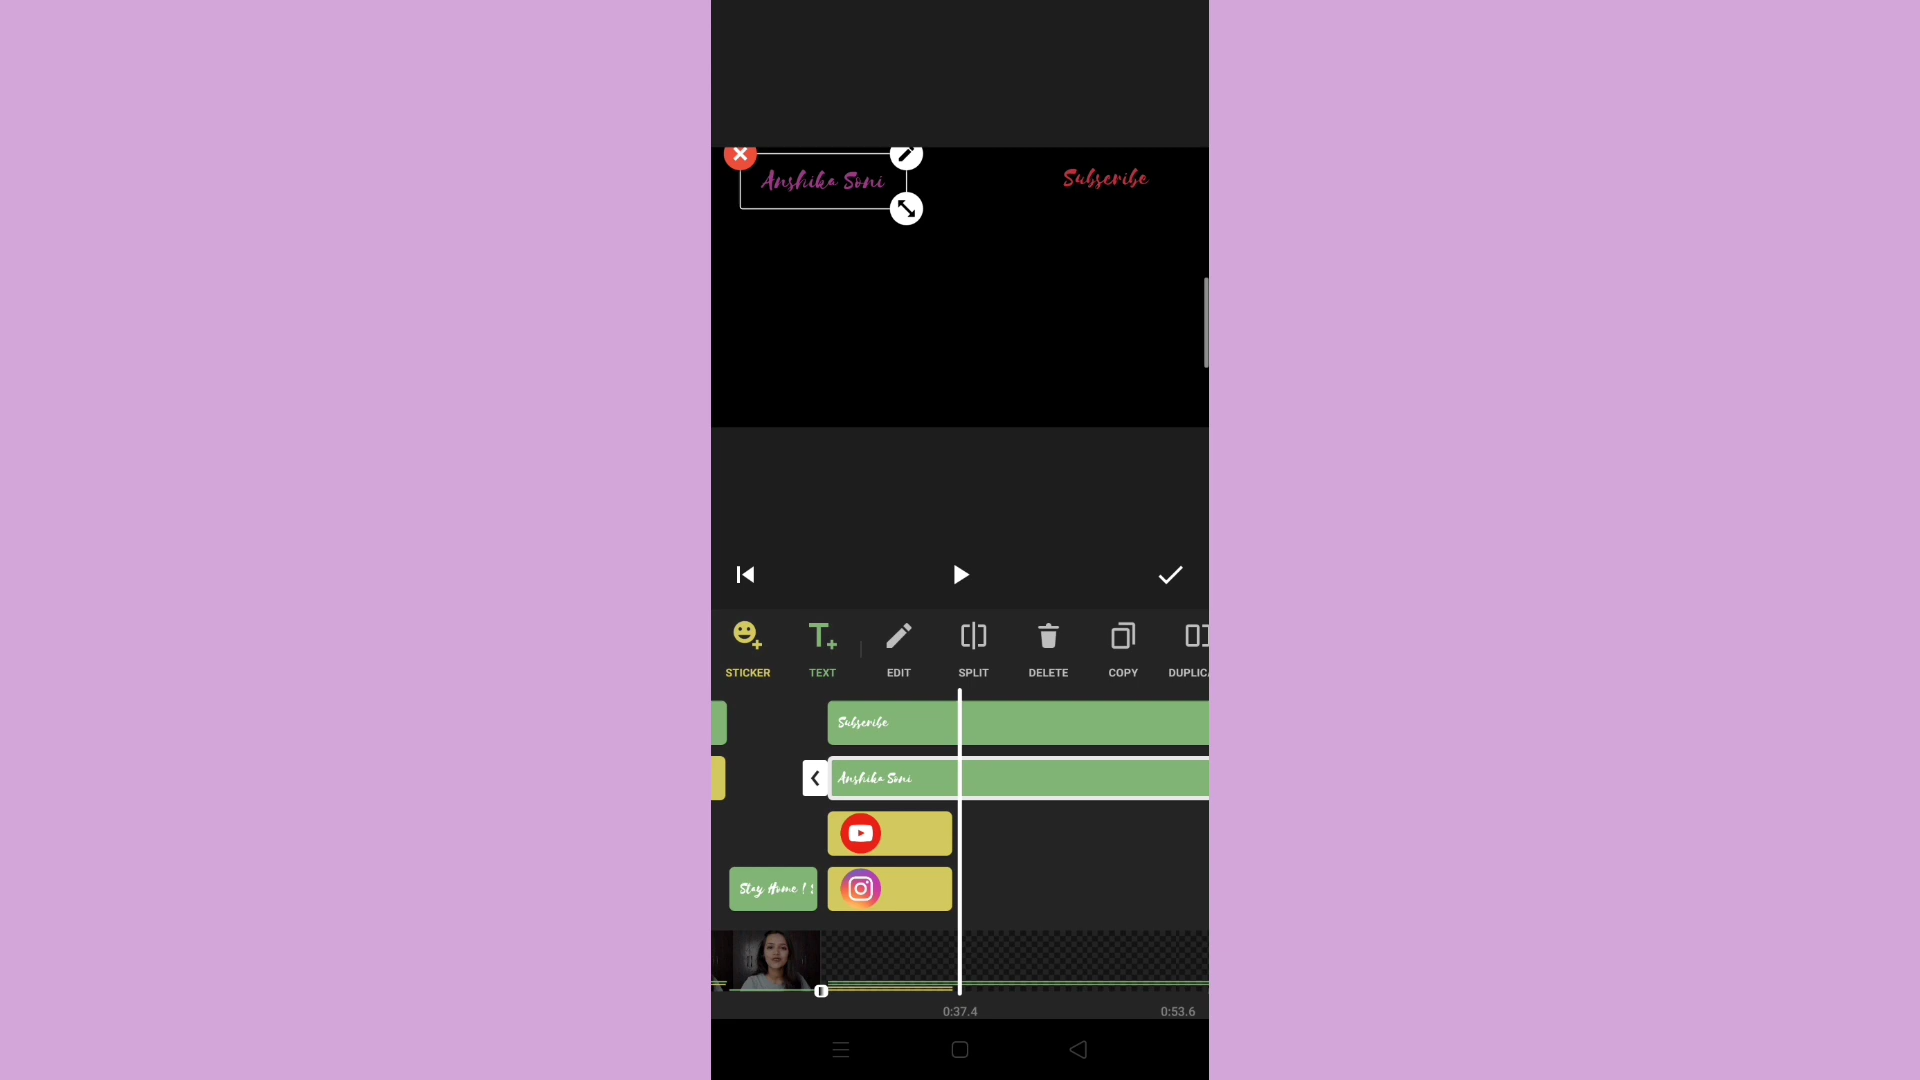 Anshika Soni
Subscribe
STICKER
TEXT
EDIT
SPLIT
DELETE
COPY
DUPLICA
Subscribe
Anshika Soni
Stay Home ! S
0:37.4
0:53.6